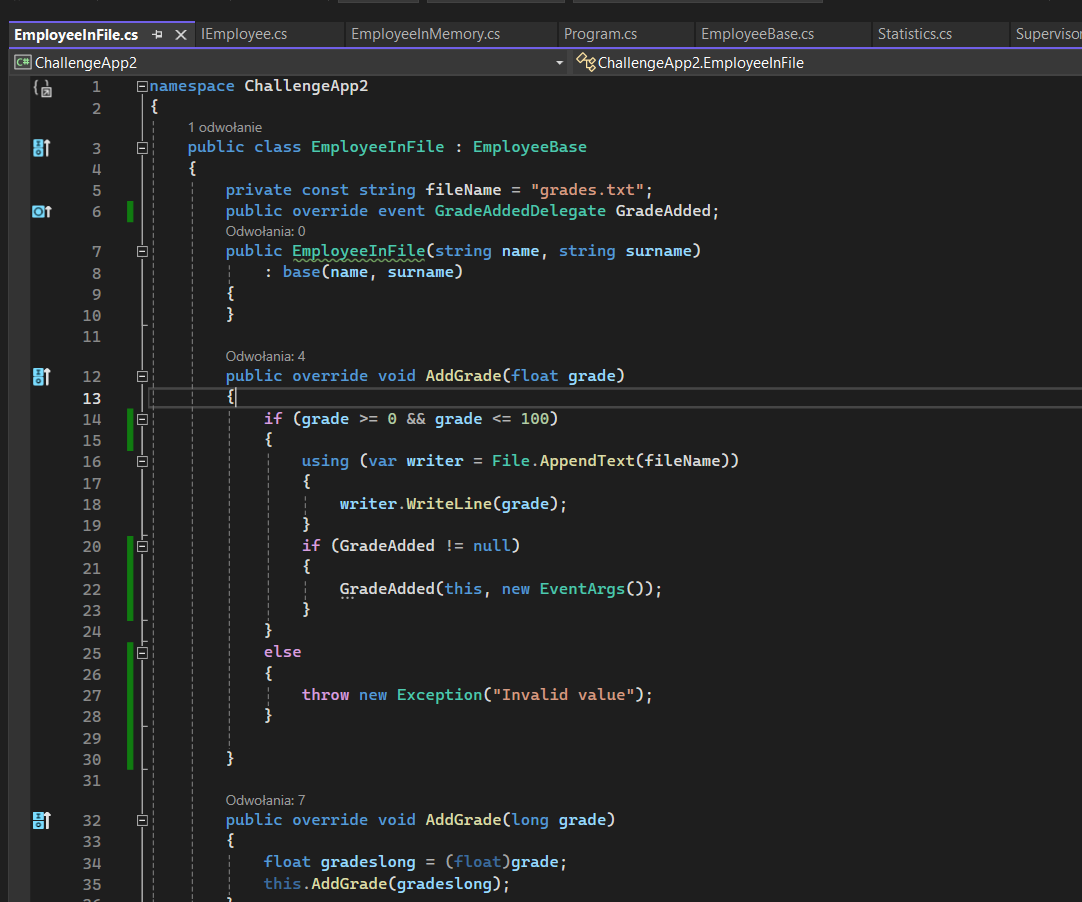 EmployeeInFile.cs IEmployee.cs EmployeeInMemory.cs Program.cs EmployeeBase.cs Statistics.cs Supervisor
C# ChallengeApp2 ChallengeApp2.EmployeeInFile
1 namespace ChallengeApp2
2 {
1 odwołanie
3 public class EmployeeInFile : EmployeeBase
4 {
5 private const string fileName = "grades.txt";
6 public override event GradeAddedDelegate GradeAdded;
Odwołania: 0
7 public EmployeeInFile(string name, string surname)
8 : base(name, surname)
9 {
10 }
11
Odwołania: 4
12 public override void AddGrade(float grade)
13 {
14 if (grade >= 0 && grade <= 100)
15 {
16 using (var writer = File.AppendText(fileName))
17 {
18 writer.WriteLine(grade);
19 }
20 if (GradeAdded != null)
21 {
22 GradeAdded(this, new EventArgs());
23 }
24 }
25 else
26 {
27 throw new Exception("Invalid value");
28 }
29
30 }
31
Odwołania: 7
32 public override void AddGrade(long grade)
33 {
34 float gradeslong = (float)grade;
35 this.AddGrade(gradeslong);